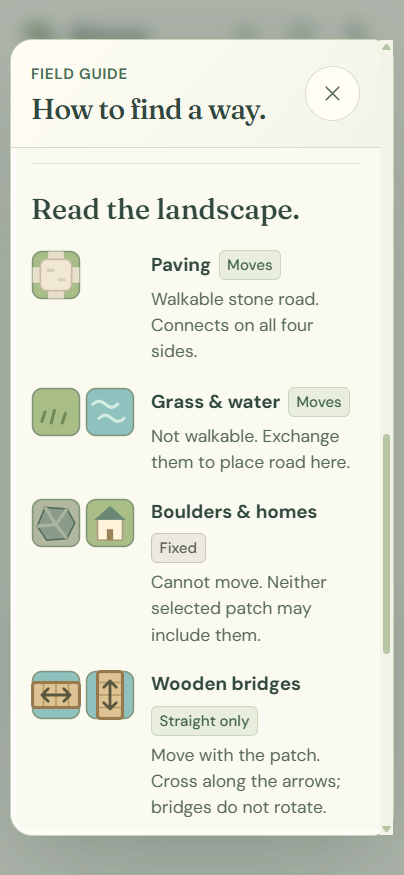 FIELD GUIDE
How to find a way.
Read the landscape.
Paving Moves
Walkable stone road.
Connects on all four
sides.
Grass & water Moves
Not walkable. Exchange
them to place road here.
Boulders & homes
Fixed
Cannot move. Neither
selected patch may
include them.
Wooden bridges
Straight only
Move with the patch.
Cross along the arrows;
bridges do not rotate.